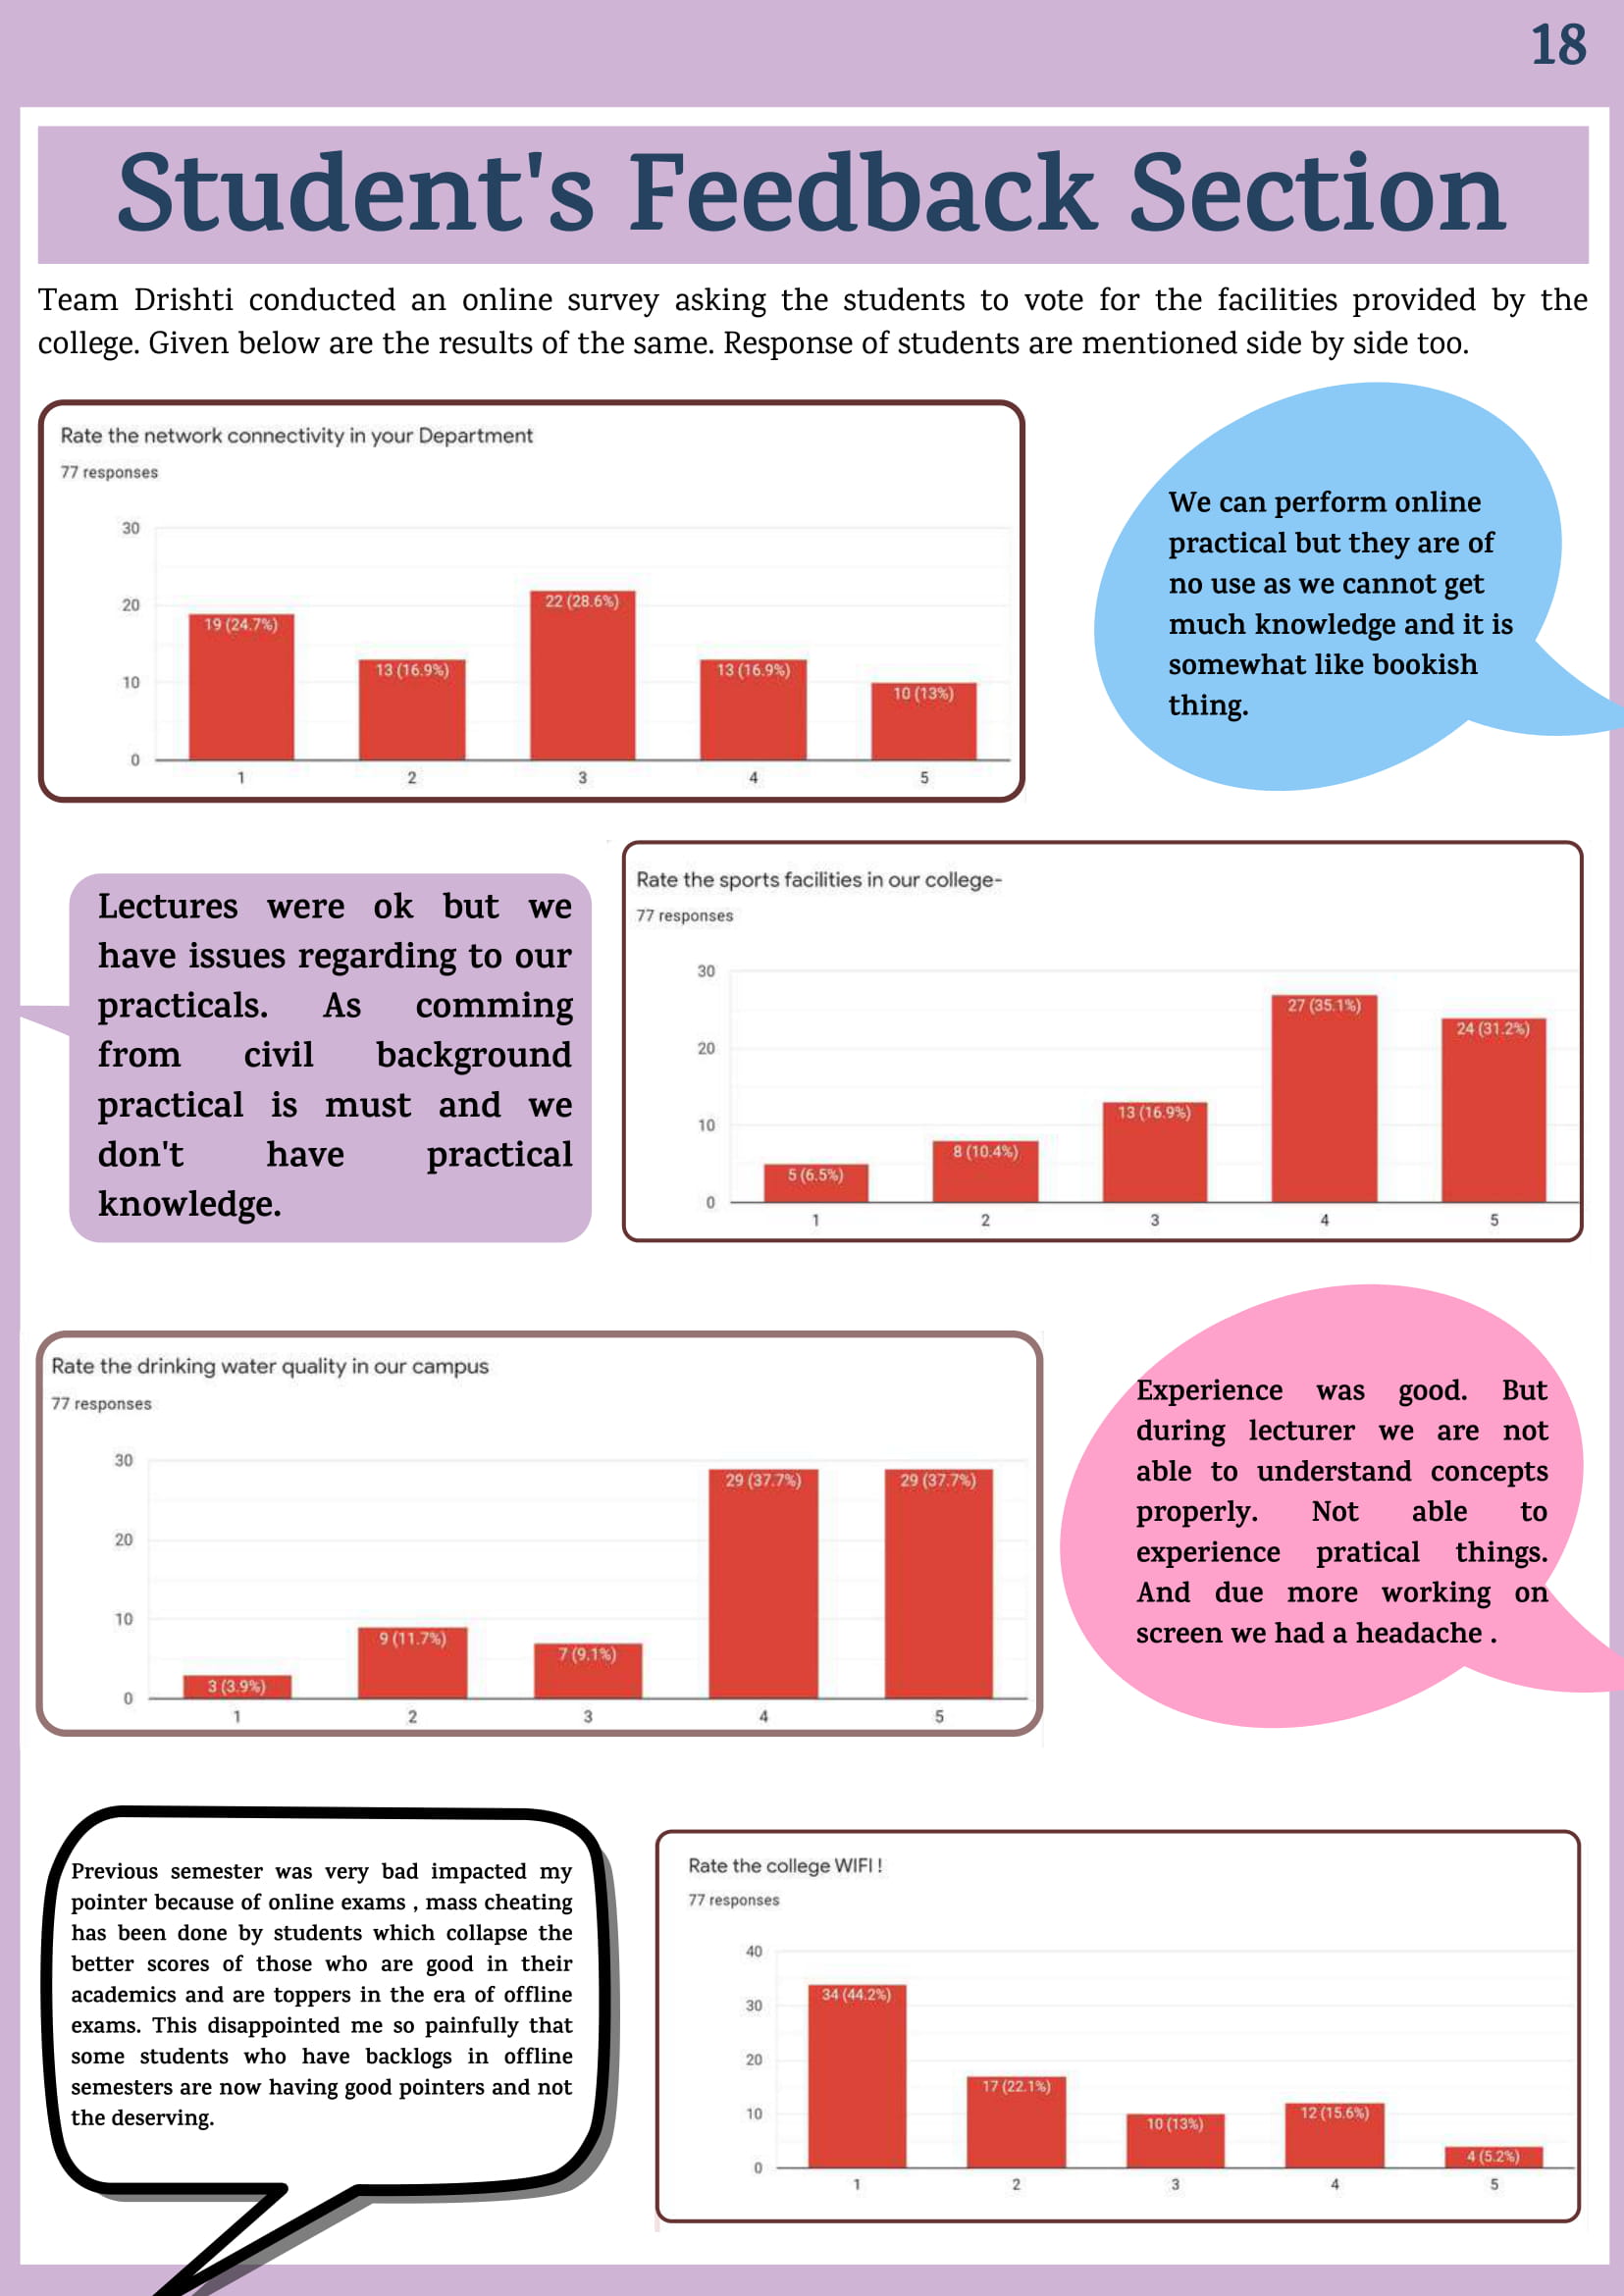 18
Student's Feedback Section
Team Drishti conducted an online survey asking the students to vote for the facilities provided by the
college. Given below are the results of the same. Response of students are mentioned side by side too.
Rate the network connectivity in your Department
77 responses
30
20
10
0
19 (24.7%)
13 (16.9%)
22 (28.6%)
13 (16.9%)
10 (13%)
1 2 3 4 5
We can perform online
practical but they are of
no use as we cannot get
much knowledge and it is
somewhat like bookish
thing.
Lectures were ok but we
have issues regarding to our
practicals. As comming
from civil background
practical is must and we
don't have practical
knowledge.
Rate the sports facilities in our college-
77 responses
30
20
10
0
5 (6.5%)
8 (10.4%)
13 (16.9%)
27 (35.1%)
24 (31.2%)
1 2 3 4 5
Rate the drinking water quality in our campus
77 responses
30
20
10
0
3 (3.9%)
9 (11.7%)
7 (9.1%)
29 (37.7%)
29 (37.7%)
1 2 3 4 5
Experience was good. But
during lecturer we are not
able to understand concepts
properly. Not able to
experience pratical things.
And due more working on
screen we had a headache .
Previous semester was very bad impacted my
pointer because of online exams , mass cheating
has been done by students which collapse the
better scores of those who are good in their
academics and are toppers in the era of offline
exams. This disappointed me so painfully that
some students who have backlogs in offline
semesters are now having good pointers and not
the deserving.
Rate the college WIFI !
77 responses
40
30
20
10
0
34 (44.2%)
17 (22.1%)
10 (13%)
12 (15.6%)
4 (5.2%)
1 2 3 4 5